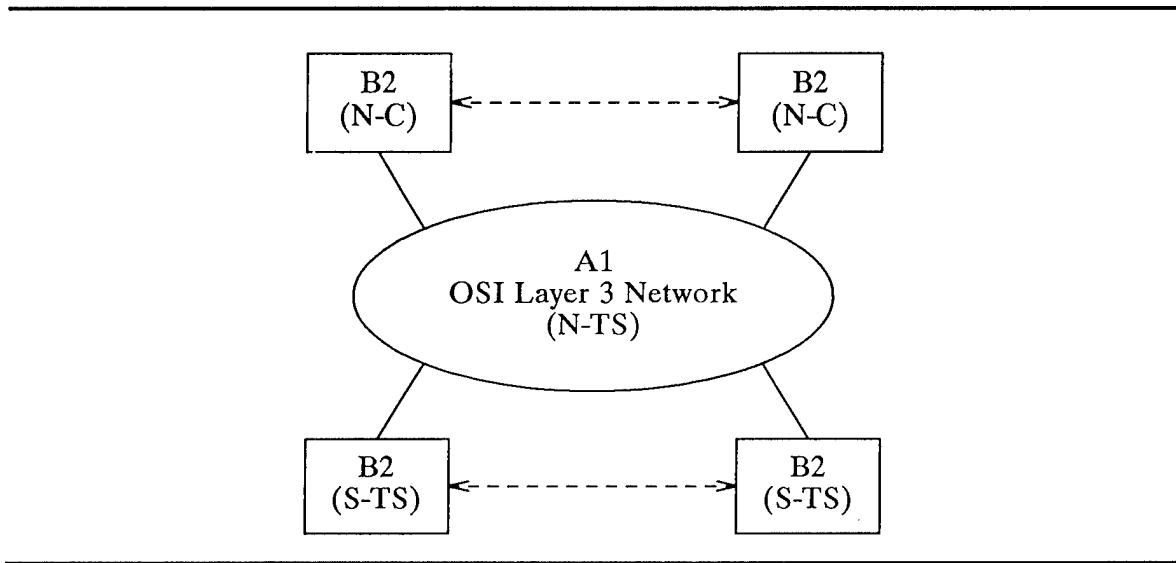 B2
(N-C)
B2
(N-C)
A1
OSI Layer 3 Network
(N-TS)
B2
(S-TS)
B2
(S-TS)